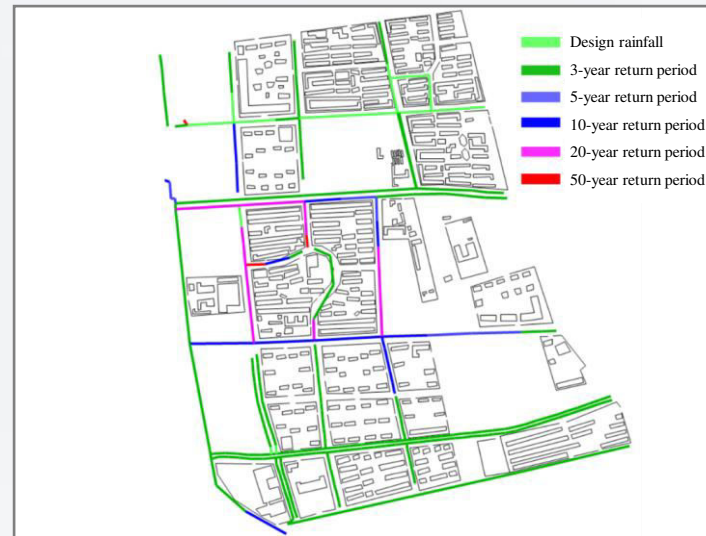 Design rainfall
3-year return period
5-year return period
10-year return period
20-year return period
50-year return period